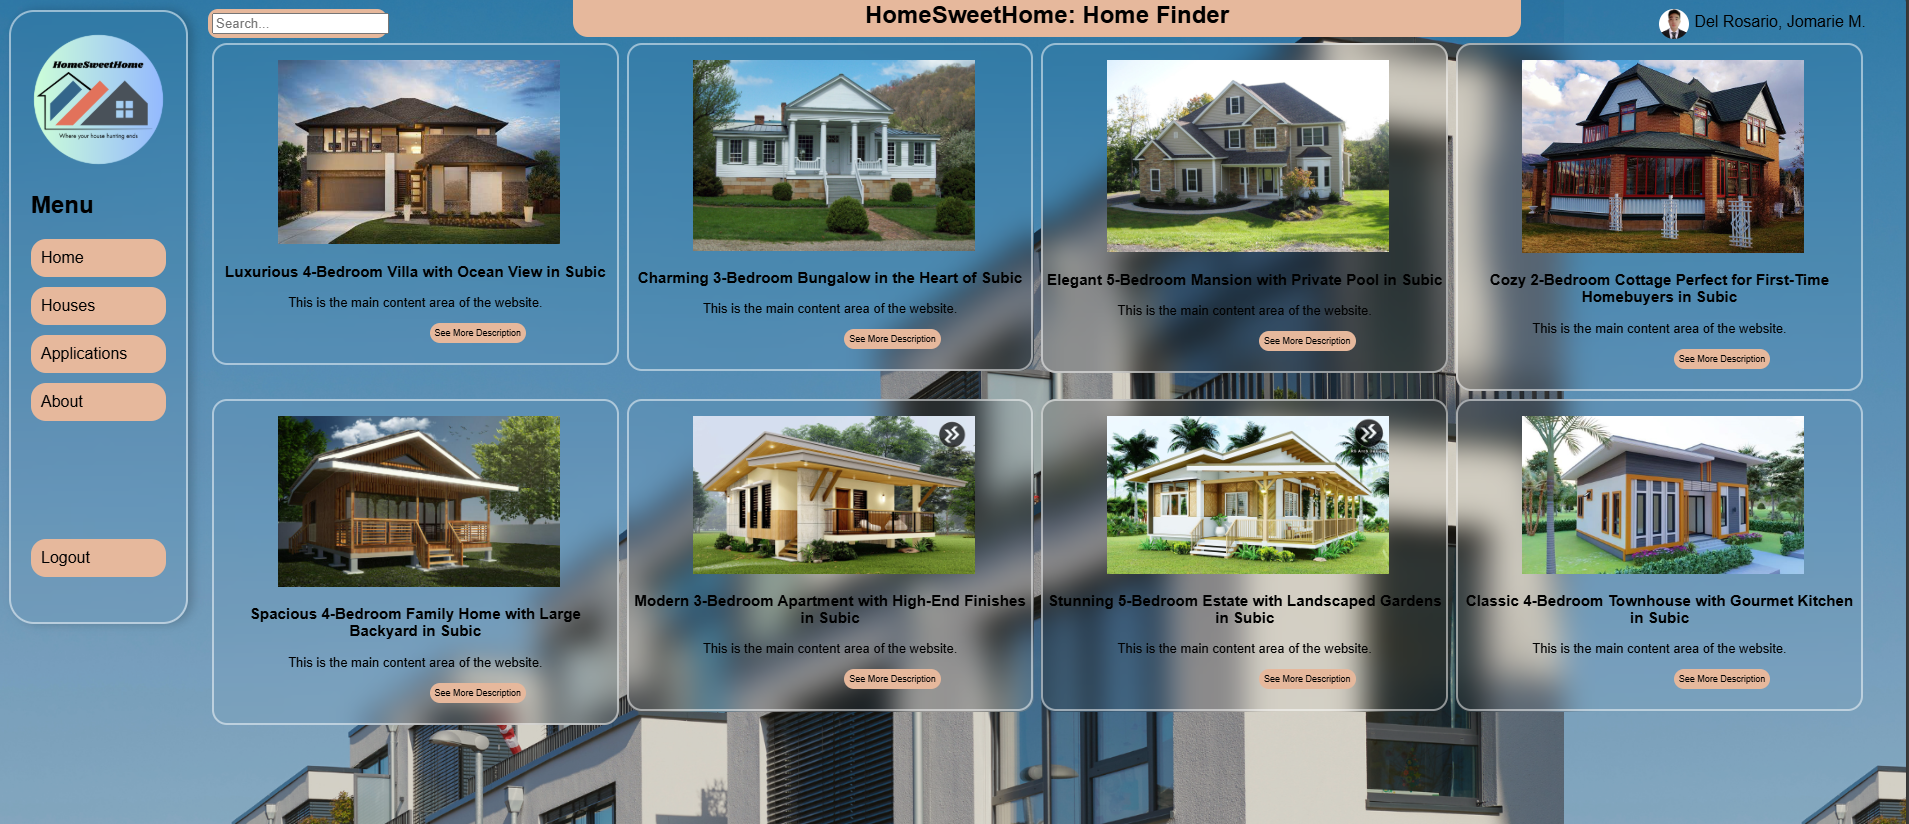 Search...
HomeSweetHome: Home Finder
Del Rosario, Jomarie M.
HomeSweetHome
Where your house hunting ends
Menu
Home
Houses
Applications
About
Logout
Luxurious 4-Bedroom Villa with Ocean View in Subic
This is the main content area of the website.
See More Description
Charming 3-Bedroom Bungalow in the Heart of Subic
This is the main content area of the website.
See More Description
Elegant 5-Bedroom Mansion with Private Pool in Subic
This is the main content area of the website.
See More Description
Cozy 2-Bedroom Cottage Perfect for First-Time
Homebuyers in Subic
This is the main content area of the website.
See More Description
Spacious 4-Bedroom Family Home with Large
Backyard in Subic
This is the main content area of the website.
See More Description
Modern 3-Bedroom Apartment with High-End Finishes
in Subic
This is the main content area of the website.
See More Description
Stunning 5-Bedroom Estate with Landscaped Gardens
in Subic
This is the main content area of the website.
See More Description
Classic 4-Bedroom Townhouse with Gourmet Kitchen
in Subic
This is the main content area of the website.
See More Description